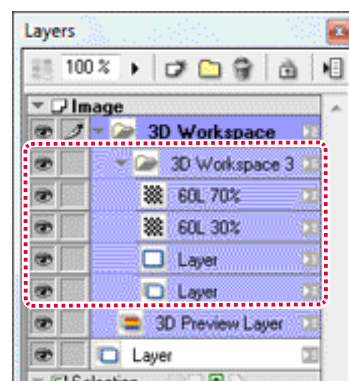 Layers
100 %
Image
3D Workspace
3D Workspace 3
60L 70%
60L 30%
Layer
Layer
3D Preview Layer
Layer
Selection